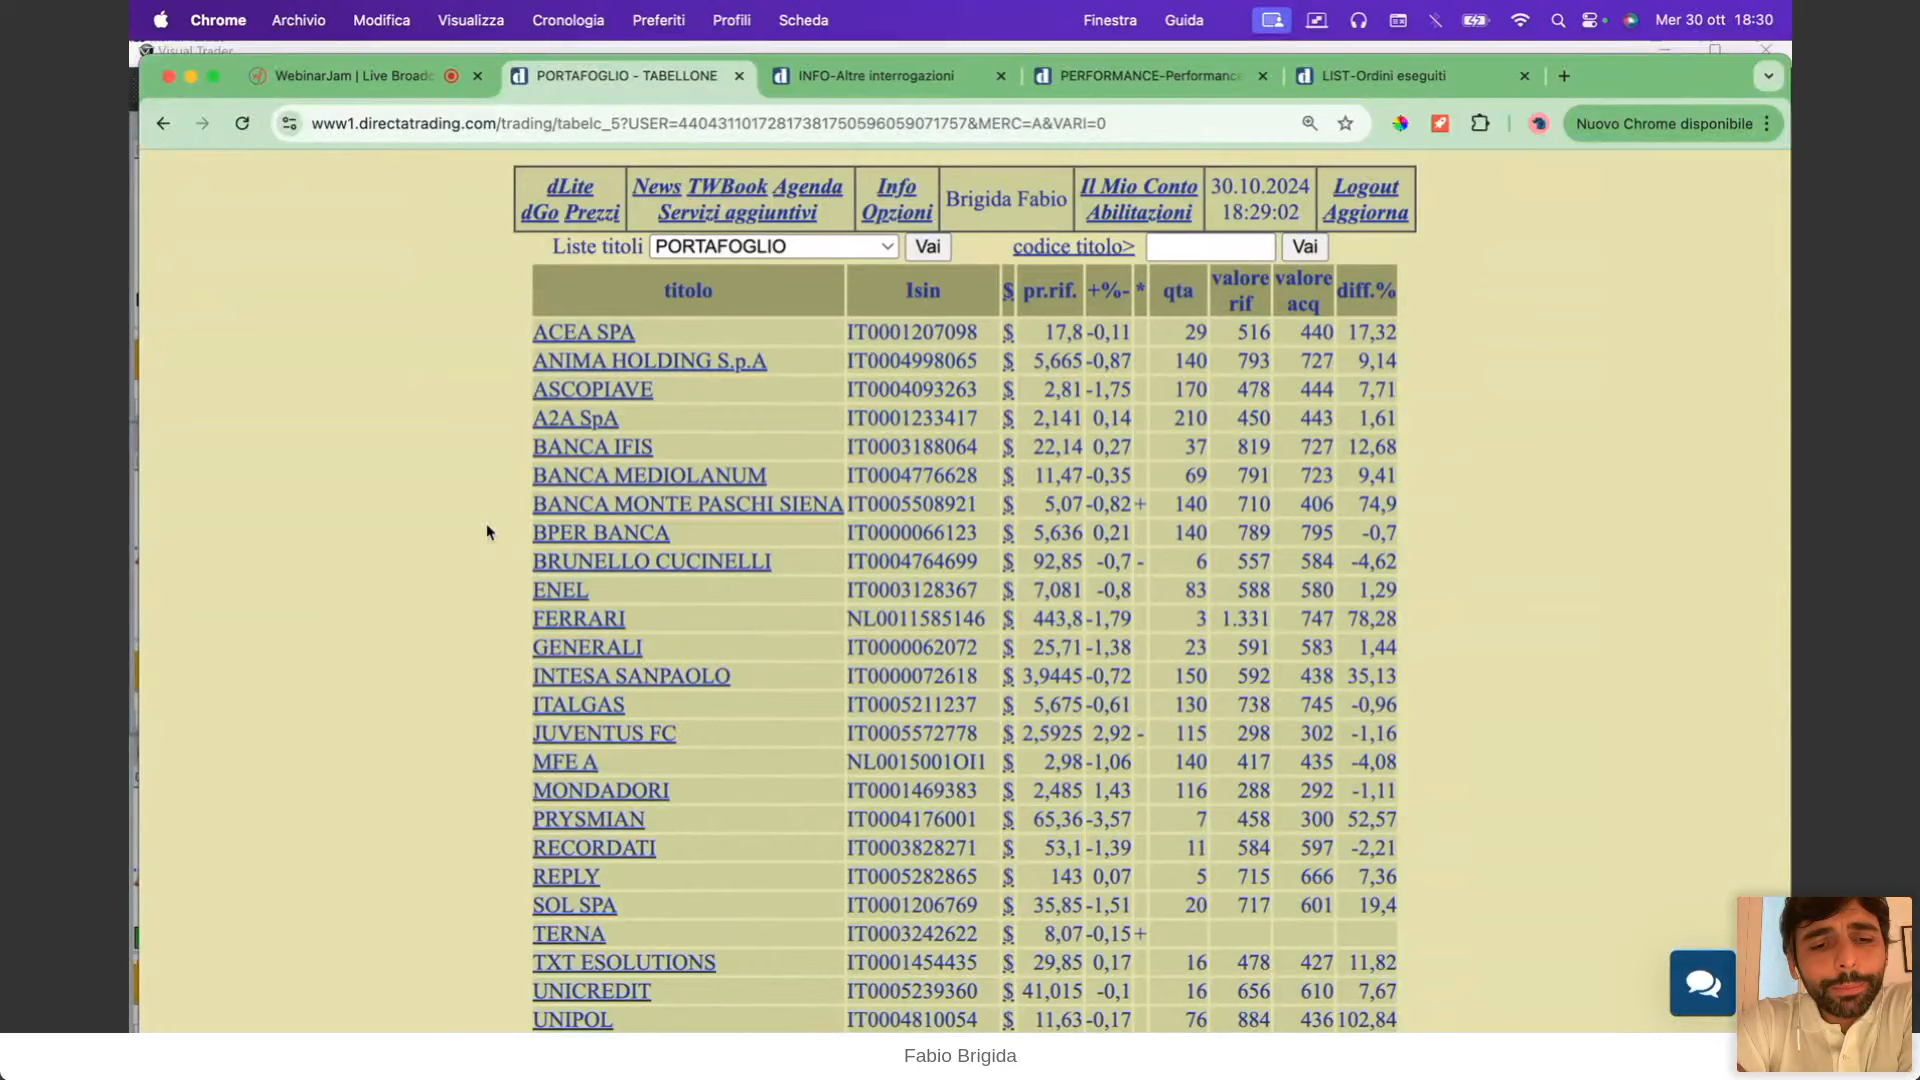 Chrome Archivio Modifica Visualizza Cronologia Preferiti Profili Scheda Finestra Guida Mer 30 ott 18:30
Visual Trader
WebinarJam | Live Broadc PORTAFOGLIO - TABELLONE INFO-Altre interrogazioni PERFORMANCE-Performance LIST-Ordini eseguiti
www1.directatrading.com/trading/tabelc_5?USER=44043110172817381750596059071757&MERC=A&VARI=0 Nuovo Chrome disponibile
dLite News TWBook Agenda Info Brigida Fabio Il Mio Conto 30.10.2024 Logout
dGo Prezzi Servizi aggiuntivi Opzioni Abilitazioni 18:29:02 Aggiorna
Liste titoli PORTAFOGLIO Vai codice titolo> Vai
titolo Isin $ pr.rif. +%- * qta valore rif valore acq diff.%
ACEA SPA IT0001207098 $ 17,8 -0,11 29 516 440 17,32
ANIMA HOLDING S.p.A IT0004998065 $ 5,665 -0,87 140 793 727 9,14
ASCOPIAVE IT0004093263 $ 2,81 -1,75 170 478 444 7,71
A2A SpA IT0001233417 $ 2,141 0,14 210 450 443 1,61
BANCA IFIS IT0003188064 $ 22,14 0,27 37 819 727 12,68
BANCA MEDIOLANUM IT0004776628 $ 11,47 -0,35 69 791 723 9,41
BANCA MONTE PASCHI SIENA IT0005508921 $ 5,07 -0,82 + 140 710 406 74,9
BPER BANCA IT0000066123 $ 5,636 0,21 140 789 795 -0,7
BRUNELLO CUCINELLI IT0004764699 $ 92,85 -0,7 - 6 557 584 -4,62
ENEL IT0003128367 $ 7,081 -0,8 83 588 580 1,29
FERRARI NL0011585146 $ 443,8 -1,79 3 1.331 747 78,28
GENERALI IT0000062072 $ 25,71 -1,38 23 591 583 1,44
INTESA SANPAOLO IT0000072618 $ 3,9445 -0,72 150 592 438 35,13
ITALGAS IT0005211237 $ 5,675 -0,61 130 738 745 -0,96
JUVENTUS FC IT0005572778 $ 2,5925 2,92 - 115 298 302 -1,16
MFE A NL0015001OI1 $ 2,98 -1,06 140 417 435 -4,08
MONDADORI IT0001469383 $ 2,485 1,43 116 288 292 -1,11
PRYSMIAN IT0004176001 $ 65,36 -3,57 7 458 300 52,57
RECORDATI IT0003828271 $ 53,1 -1,39 11 584 597 -2,21
REPLY IT0005282865 $ 143 0,07 5 715 666 7,36
SOL SPA IT0001206769 $ 35,85 -1,51 20 717 601 19,4
TERNA IT0003242622 $ 8,07 -0,15 +
TXT ESOLUTIONS IT0001454435 $ 29,85 0,17 16 478 427 11,82
UNICREDIT IT0005239360 $ 41,015 -0,1 16 656 610 7,67
UNIPOL IT0004810054 $ 11,63 -0,17 76 884 436 102,84
Fabio Brigida